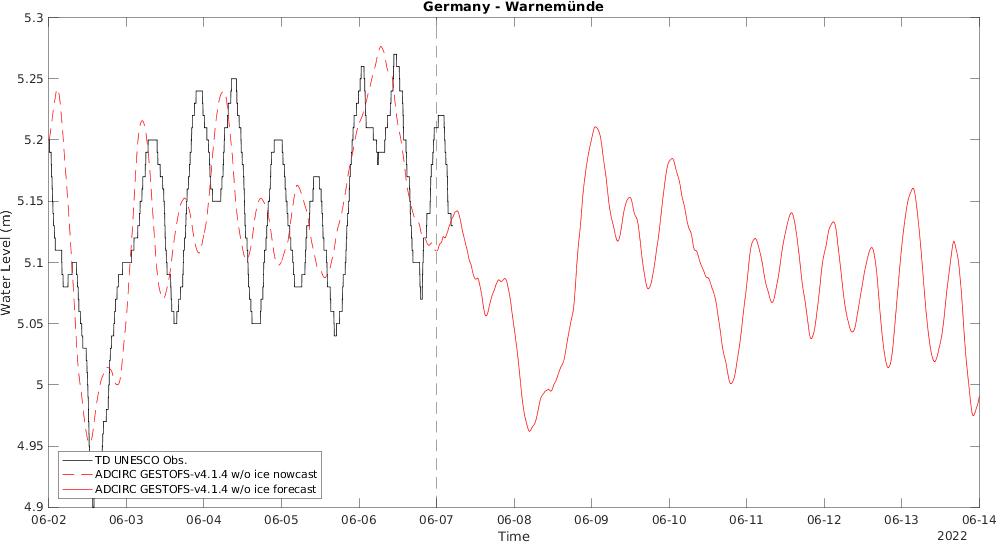 Germany - Warnemünde
5.3
5.25
5.2
5.15
5.1
5.05
5
4.95
4.9
Water Level (m)
TD UNESCO Obs.
ADCIRC GESTOFS-v4.1.4 w/o ice nowcast
ADCIRC GESTOFS-v4.1.4 w/o ice forecast
06-02 06-03 06-04 06-05 06-06 06-07 06-08 06-09 06-10 06-11 06-12 06-13 06-14
Time
2022